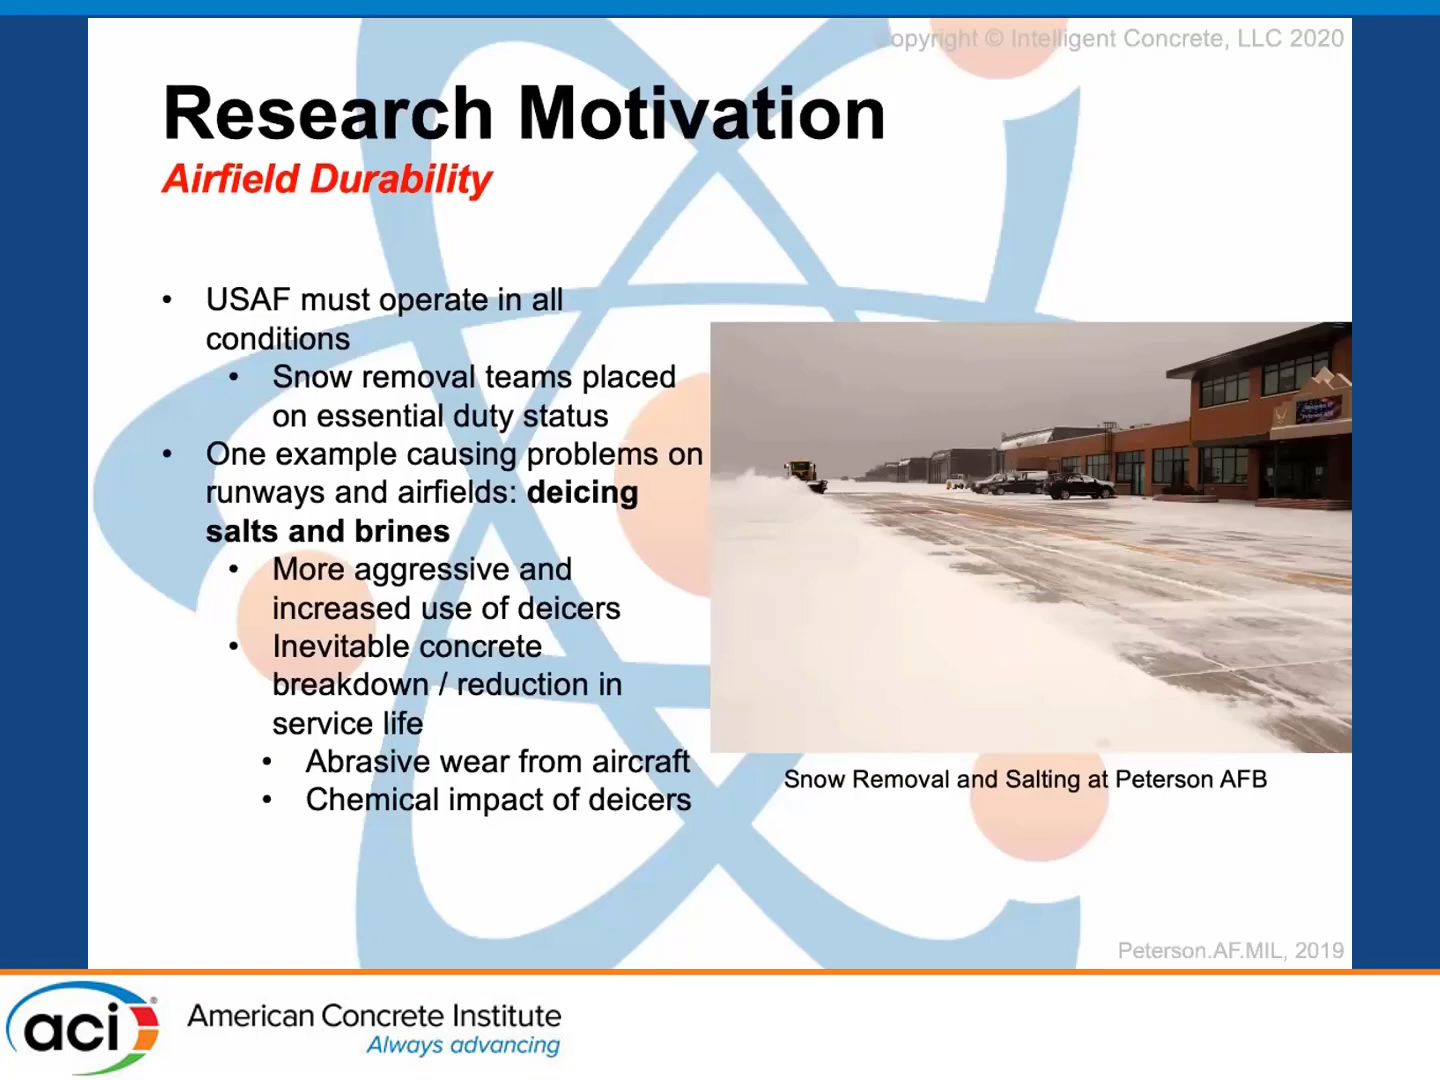 Copyright © Intelligent Concrete, LLC 2020
Research Motivation
Airfield Durability
• USAF must operate in all
conditions
• Snow removal teams placed
on essential duty status
• One example causing problems on
runways and airfields: deicing
salts and brines
• More aggressive and
increased use of deicers
• Inevitable concrete
breakdown / reduction in
service life
• Abrasive wear from aircraft
• Chemical impact of deicers
Snow Removal and Salting at Peterson AFB
Peterson.AF.MIL, 2019
aci®
American Concrete Institute
Always advancing